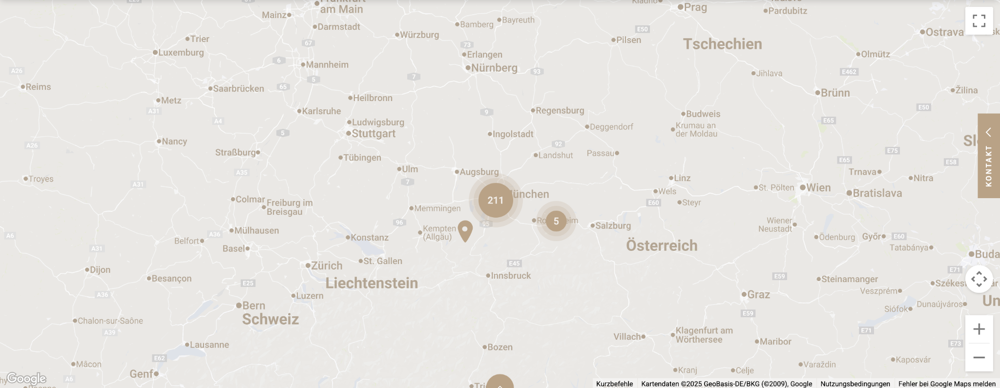 am Main
Mainz
Darmstadt
Trier
Luxemburg
Würzburg
Bamberg
Bayreuth
Prag
Pardubitz
Pilsen
E50
Tschechien
Ostrava
Olmütz
67
73
6
Erlangen
Mannheim
Nürnberg
A26
5
7
93
Jihlava
E462
Reims
Saarbrücken
65
Žilina
Brünn
Metz
Heilbronn
A31
Karlsruhe
9
Regensburg
Budweis
E50
A4
Ludwigsburg
E65
Stuttgart
5
Ingolstadt
Deggendorf
Krumau an
der Moldau
Nancy
A26
92
E75
Straßburg
Tübingen
Landshut
Passau
E65
E58
KONTAKT
A35
Ulm
Augsburg
Trnava
Troyes
A31
7
Linz
Nitra
Wels
St. Pölten
Wien
Bratislava
Colmar
Freiburg im
Breisgau
211
ünchen
E60
Steyr
Memmingen
96
95
5
Salzburg
Wiener
Neustadt
Mülhausen
Kempten
(Allgäu)
A6
A36
Belfort
Konstanz
Österreich
Ödenburg
Győr
E60
Tatabánya
A31
Basel
Buda
Dijon
Zürich
St. Gallen
E45
Innsbruck
E71
Besançon
E25
Liechtenstein
E59
Steinamanger
Székes
ár
Veszprém
A36
Luzern
Graz
Un
Bern
Schweiz
E59
Siófok
Dunaújváros
Chalon-sur-Saône
A39
Villach
Klagenfurt am
Wörthersee
E71
Lausanne
Bozen
Maribor
E73
E62
Mâcon
Genf
A6
Kranj
Celje
Varaždin
Kaposvár
Google
Kurzbefehle
Kartendaten ©2025 GeoBasis-DE/BKG (©2009), Google
Nutzungsbedingungen
Fehler bei Google Maps melden